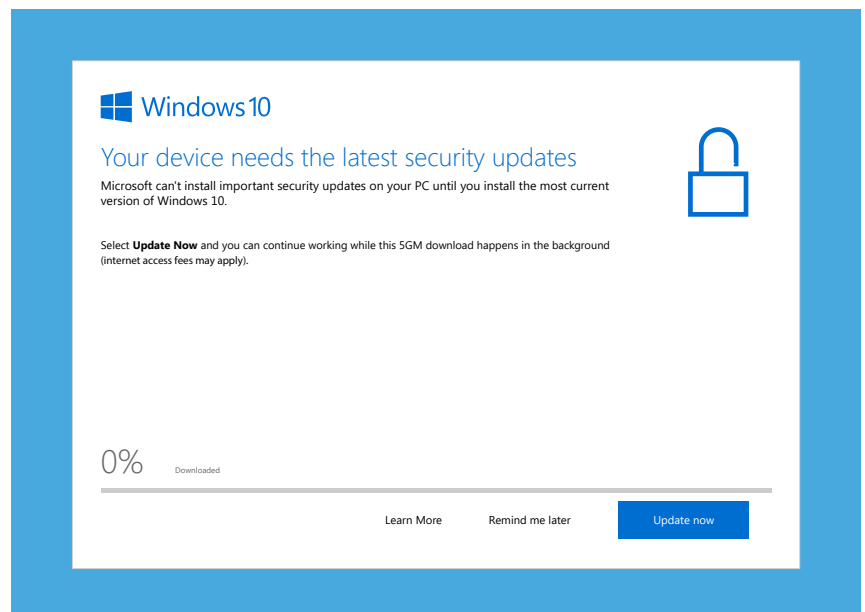 Windows 10
Your device needs the latest security updates
Microsoft can't install important security updates on your PC until you install the most current
version of Windows 10.
Select Update Now and you can continue working while this 5GM download happens in the background
(internet access fees may apply).
0% Downloaded
Learn More Remind me later Update now